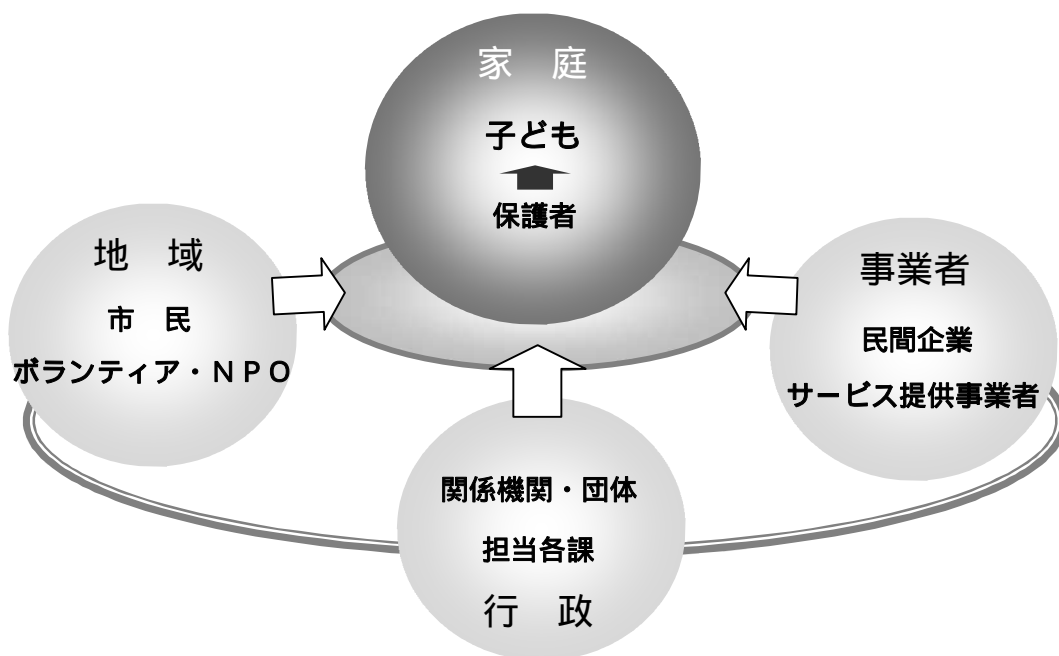 家　庭
子ども
保護者
地　域
市　民
ボランティア・ＮＰＯ
事業者
民間企業
サービス提供事業者
関係機関・団体
担当各課
行　政